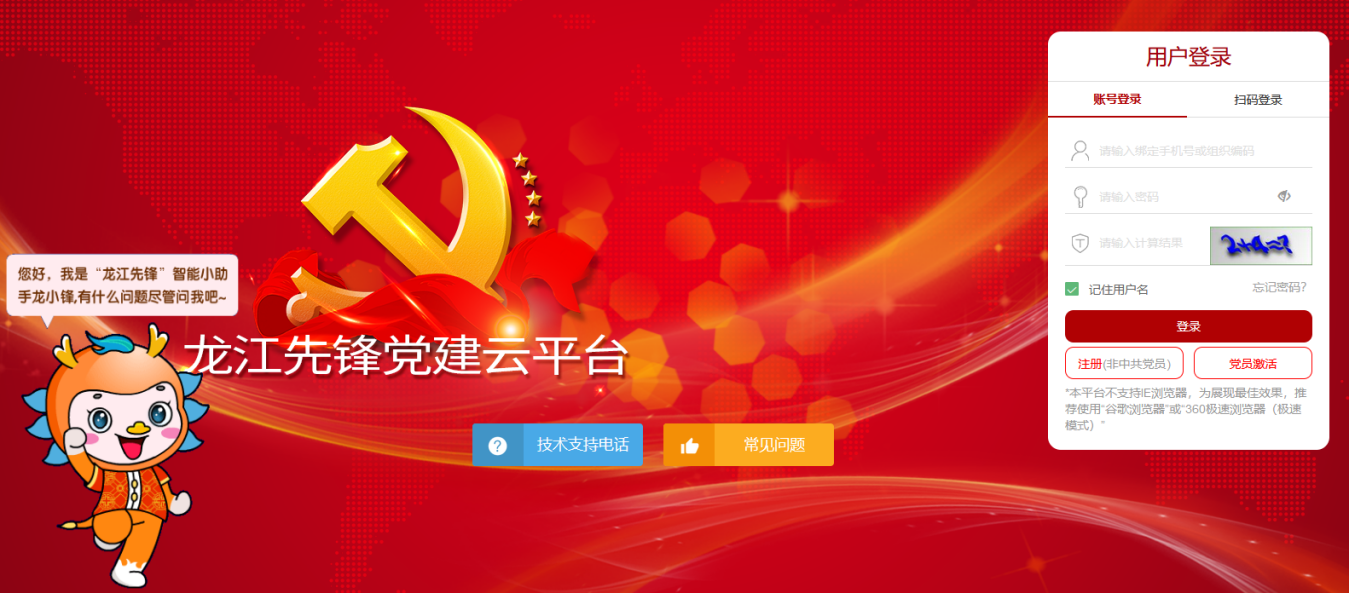 用户登录
账号登录 扫码登录
请输入绑定手机号或组织编码
请输入密码
请输入计算结果 2+9=?
记住用户名 忘记密码?
登录
注册(非中共党员) 党员激活
*本平台不支持IE浏览器，为展现最佳效果，推
荐使用“谷歌浏览器”或“360极速浏览器（极速
模式）”
您好，我是“龙江先锋”智能小助
手龙小锋,有什么问题尽管问我吧~
龙江先锋党建云平台
技术支持电话 常见问题